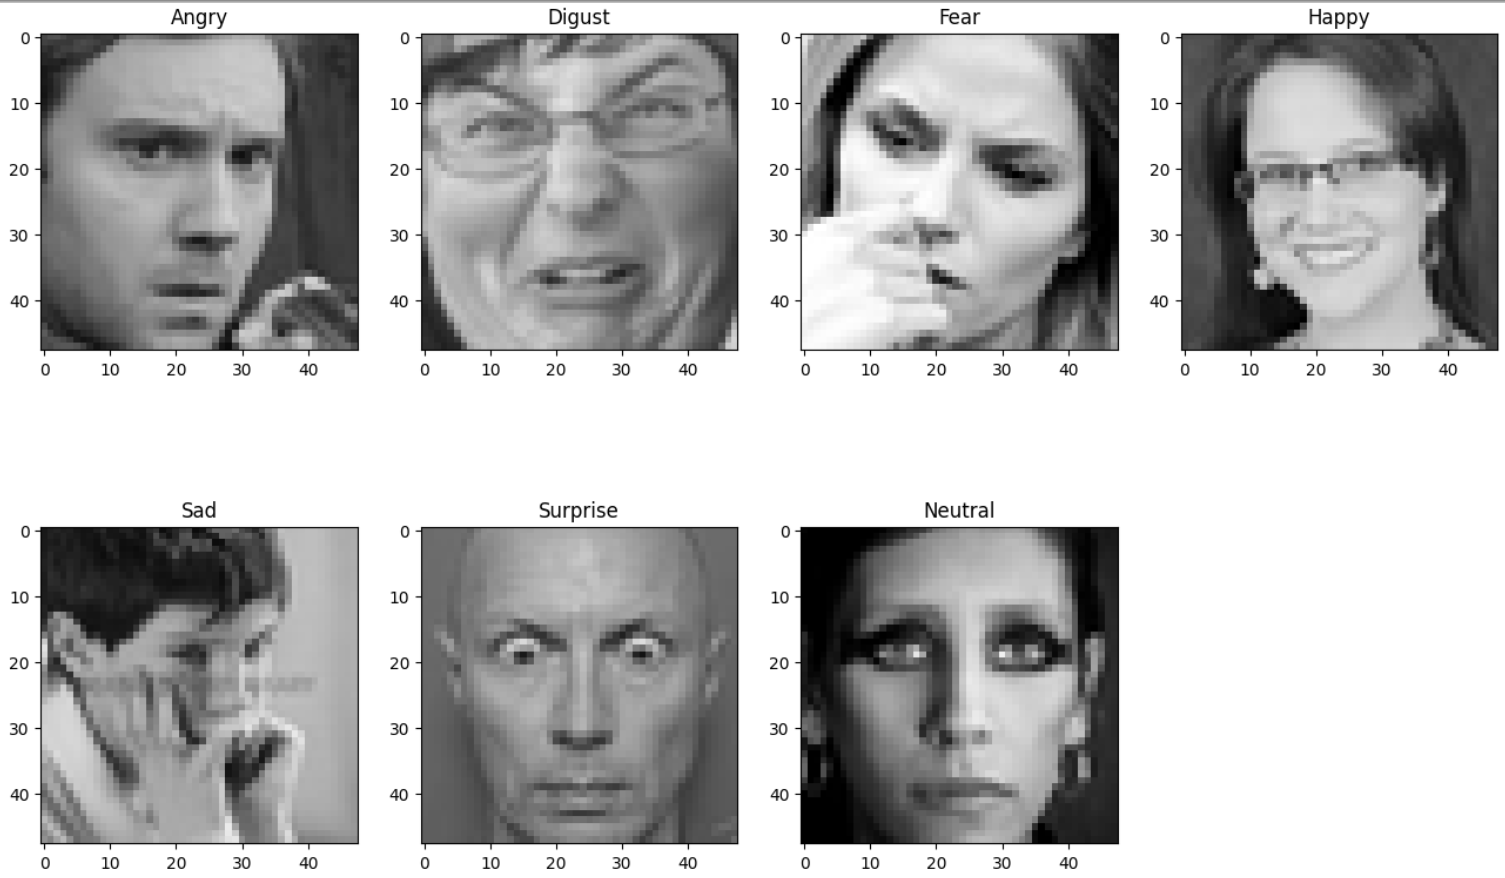 Angry Digust Fear Happy
0 0 0 0
10 10 10 10
20 20 20 20
30 30 30 30
40 40 40 40
0 10 20 30 40 0 10 20 30 40 0 10 20 30 40 0 10 20 30 40
Sad Surprise Neutral
0 0 0
10 10 10
20 20 20
30 30 30
40 40 40
0 10 20 30 40 0 10 20 30 40 0 10 20 30 40